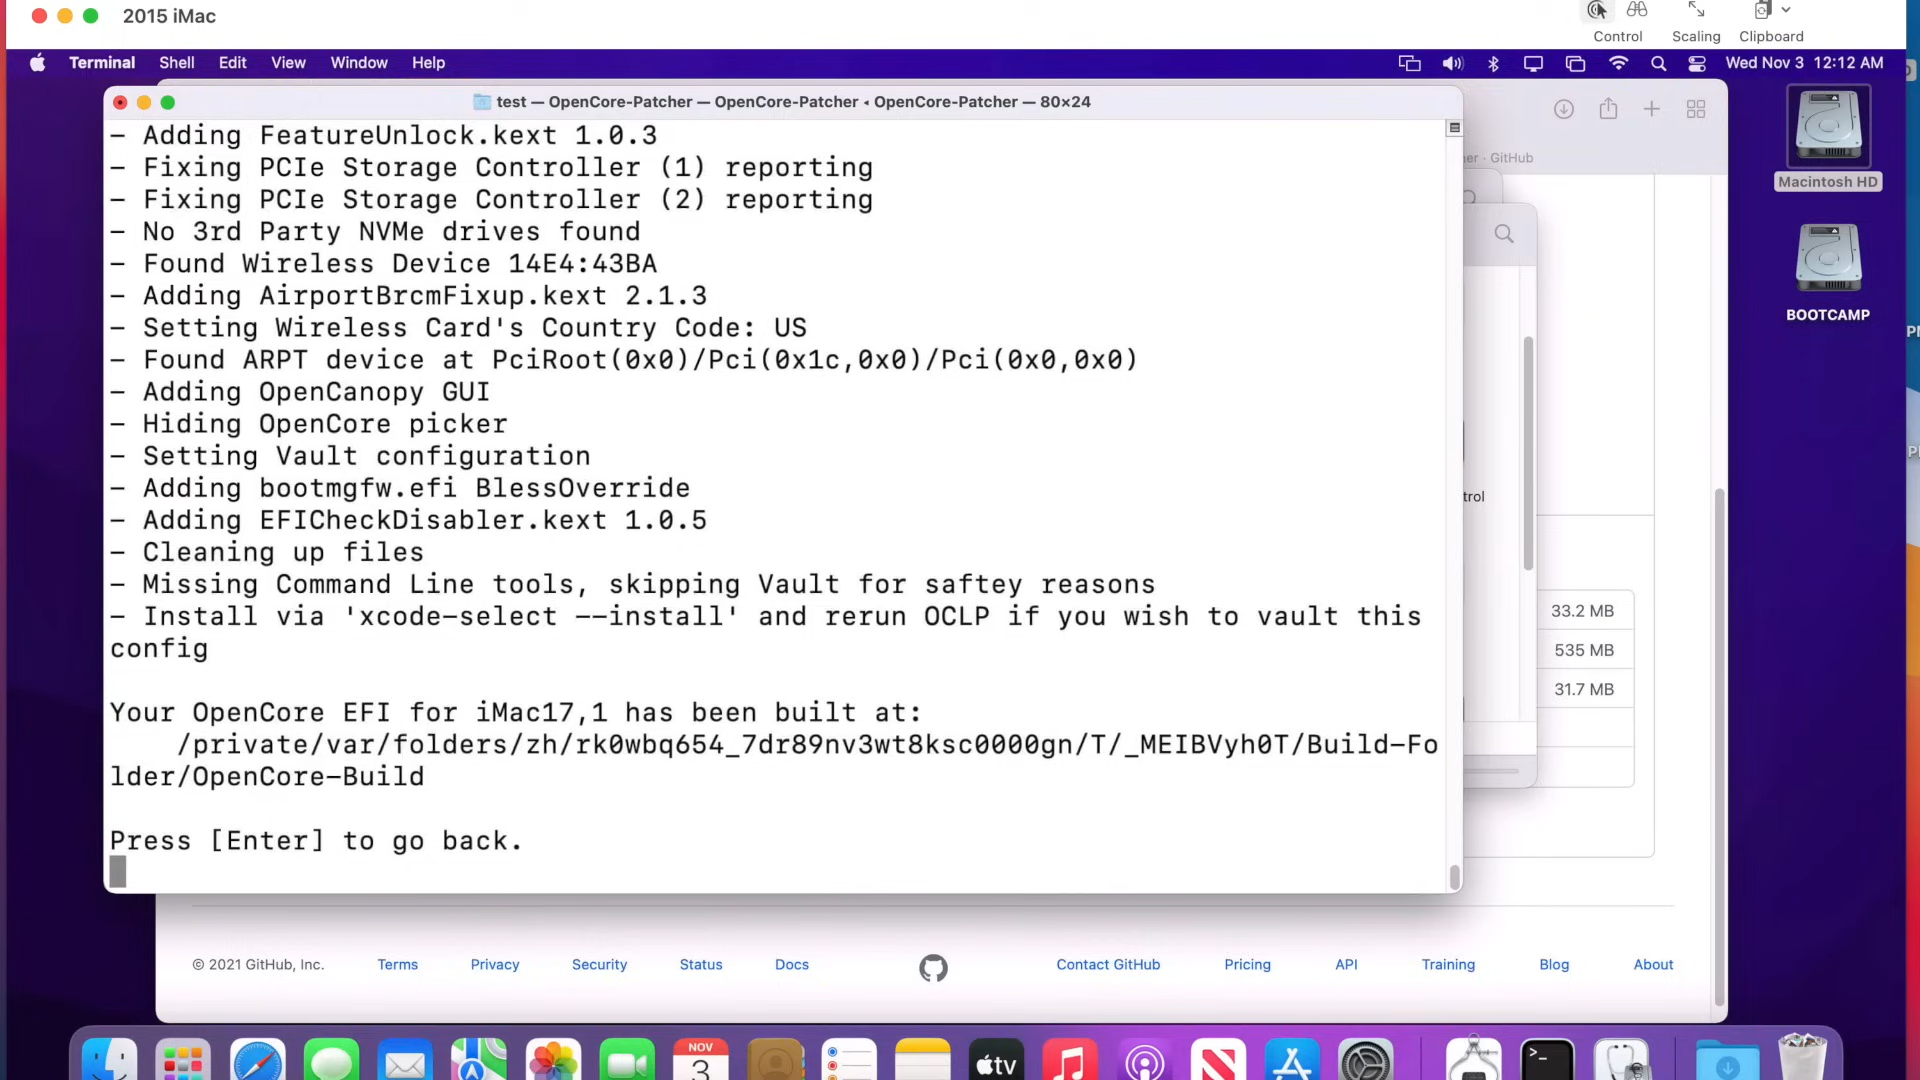 2015 iMac
Control
Scaling
Clipboard
Terminal Shell Edit View Window Help
Wed Nov 3 12:12 AM
test — OpenCore-Patcher — OpenCore-Patcher ◂ OpenCore-Patcher — 80×24
- Adding FeatureUnlock.kext 1.0.3
- Fixing PCIe Storage Controller (1) reporting
- Fixing PCIe Storage Controller (2) reporting
- No 3rd Party NVMe drives found
- Found Wireless Device 14E4:43BA
- Adding AirportBrcmFixup.kext 2.1.3
- Setting Wireless Card's Country Code: US
- Found ARPT device at PciRoot(0x0)/Pci(0x1c,0x0)/Pci(0x0,0x0)
- Adding OpenCanopy GUI
- Hiding OpenCore picker
- Setting Vault configuration
- Adding bootmgfw.efi BlessOverride
- Adding EFICheckDisabler.kext 1.0.5
- Cleaning up files
- Missing Command Line tools, skipping Vault for saftey reasons
- Install via 'xcode-select --install' and rerun OCLP if you wish to vault this
config
Your OpenCore EFI for iMac17,1 has been built at:
/private/var/folders/zh/rk0wbq654_7dr89nv3wt8ksc0000gn/T/_MEIBVyh0T/Build-Fo
lder/OpenCore-Build
Press [Enter] to go back.
her · GitHub
trol
33.2 MB
535 MB
31.7 MB
Macintosh HD
BOOTCAMP
© 2021 GitHub, Inc.
Terms
Privacy
Security
Status
Docs
Contact GitHub
Pricing
API
Training
Blog
About
NOV
3
tv
>_